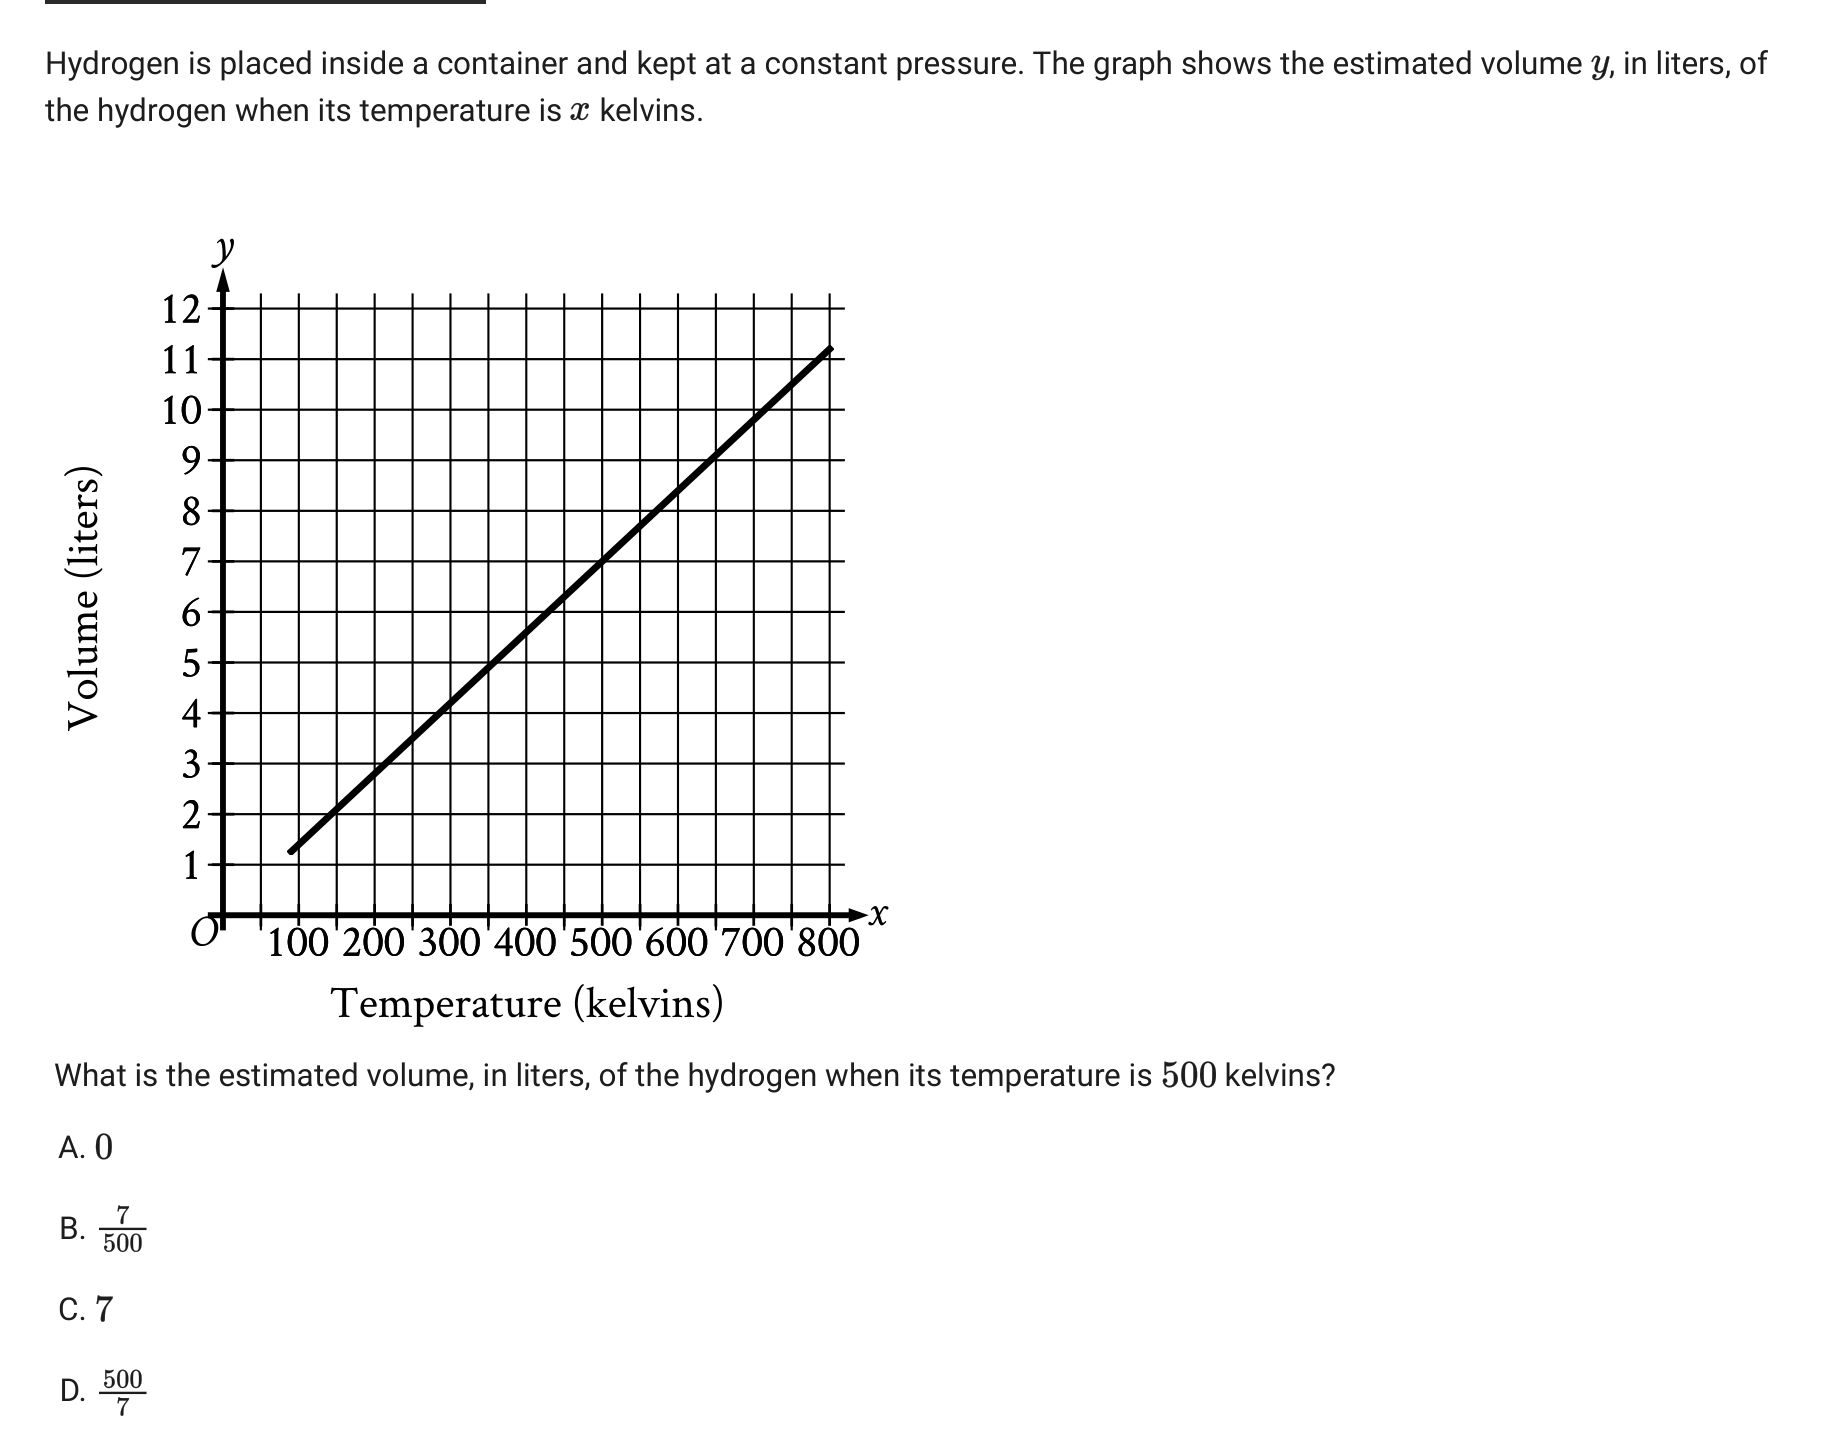 Hydrogen is placed inside a container and kept at a constant pressure. The graph shows the estimated volume y, in liters, of
the hydrogen when its temperature is x kelvins.
y
12
11
10
9
8
7
6
5
4
3
2
1
Volume (liters)
O
100 200 300 400 500 600 700 800
x
Temperature (kelvins)
What is the estimated volume, in liters, of the hydrogen when its temperature is 500 kelvins?
A. 0
B. 7/500
C. 7
D. 500/7